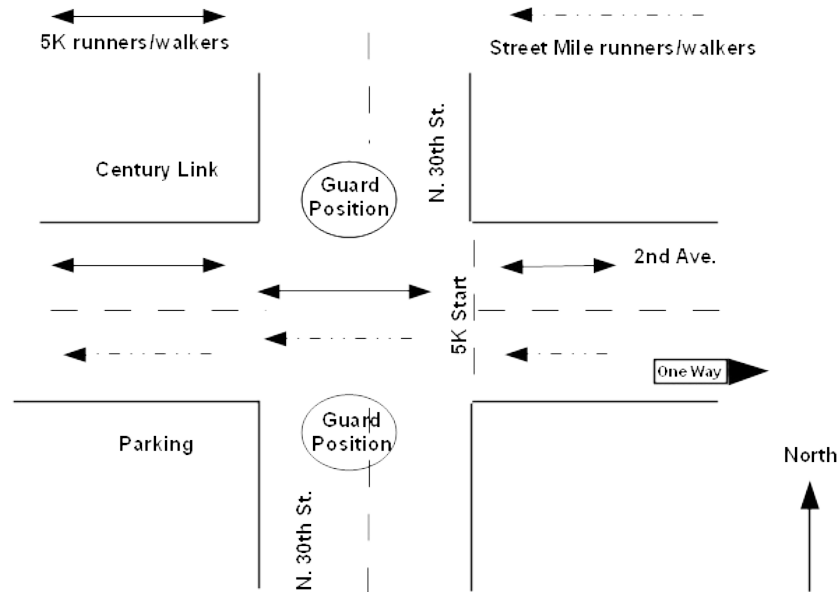 5K runners/walkers
Street Mile runners/walkers
N. 30th St.
Century Link
Guard
Position
2nd Ave.
5K Start
One Way
Guard
Position
Parking
North
N. 30th St.